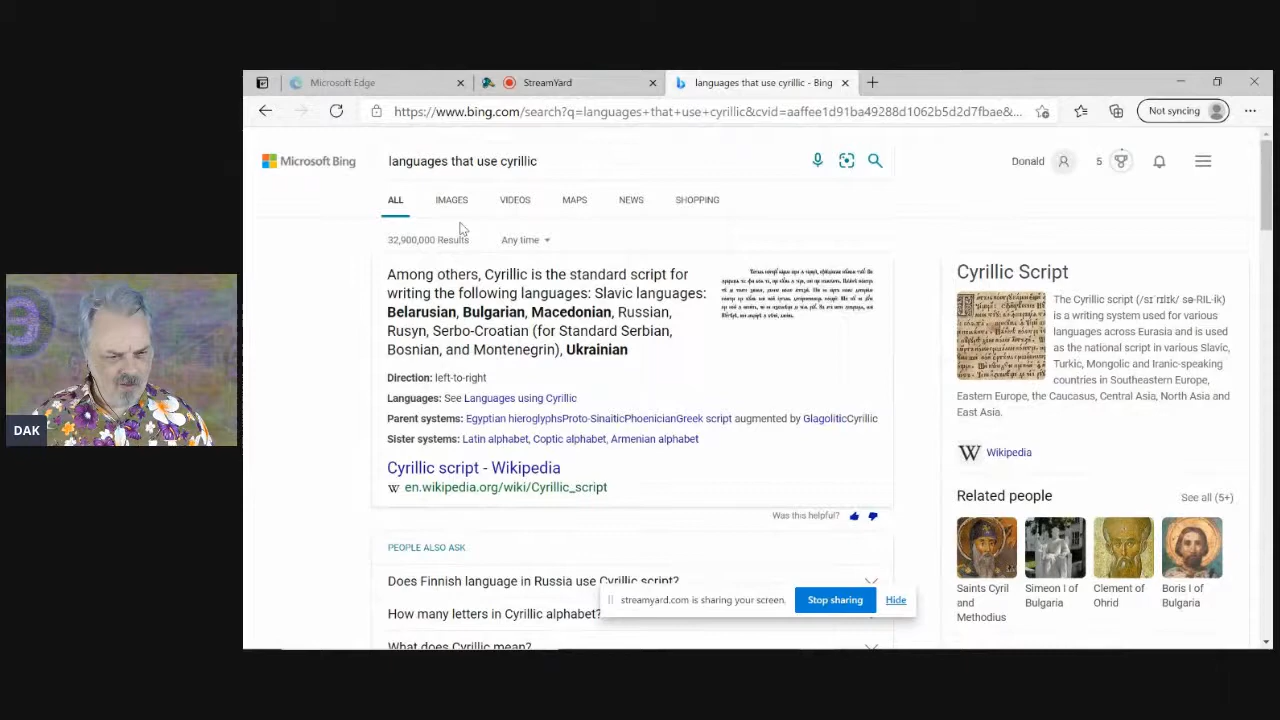 Microsoft Edge
StreamYard
languages that use cyrillic - Bing
https://www.bing.com/search?q=languages+that+use+cyrillic&cvid=aaffee1d91ba49288d1062b5d2d7fbae&...
Not syncing
Microsoft Bing
languages that use cyrillic
Donald
5
ALL
IMAGES
VIDEOS
MAPS
NEWS
SHOPPING
32,900,000 Results
Any time
Among others, Cyrillic is the standard script for
writing the following languages: Slavic languages:
Belarusian, Bulgarian, Macedonian, Russian,
Rusyn, Serbo-Croatian (for Standard Serbian,
Bosnian, and Montenegrin), Ukrainian
Direction: left-to-right
Languages: See Languages using Cyrillic
Parent systems: Egyptian hieroglyphsProto-SinaiticPhoenicianGreek script augmented by GlagoliticCyrillic
Sister systems: Latin alphabet, Coptic alphabet, Armenian alphabet
Cyrillic script - Wikipedia
W en.wikipedia.org/wiki/Cyrillic_script
Was this helpful?
PEOPLE ALSO ASK
Does Finnish language in Russia use Cyrillic script?
How many letters in Cyrillic alphabet?
What does Cyrillic mean?
streamyard.com is sharing your screen.
Stop sharing
Hide
Cyrillic Script
The Cyrillic script (/sɪˈrɪlɪk/ sə-RIL-ik)
is a writing system used for various
languages across Eurasia and is used
as the national script in various Slavic,
Turkic, Mongolic and Iranic-speaking
countries in Southeastern Europe,
Eastern Europe, the Caucasus, Central Asia, North Asia and
East Asia.
W Wikipedia
Related people
See all (5+)
Saints Cyril
and
Methodius
Simeon I of
Bulgaria
Clement of
Ohrid
Boris I of
Bulgaria
DAK